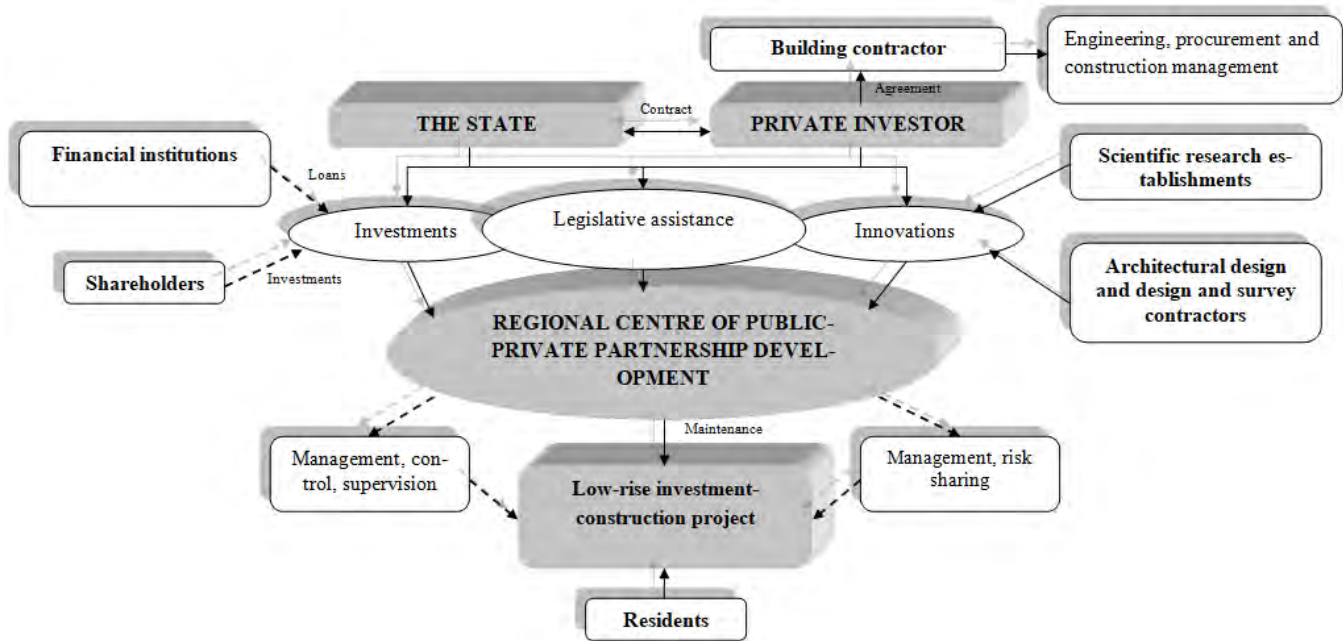 Building contractor
Engineering, procurement and
construction management
Agreement
THE STATE
Contract
PRIVATE INVESTOR
Financial institutions
Loans
Scientific research es-
tablishments
Investments
Legislative assistance
Innovations
Shareholders
Investments
Architectural design
and design and survey
contractors
REGIONAL CENTRE OF PUBLIC-
PRIVATE PARTNERSHIP DEVEL-
OPMENT
Maintenance
Management, con-
trol, supervision
Low-rise investment-
construction project
Management, risk
sharing
Residents